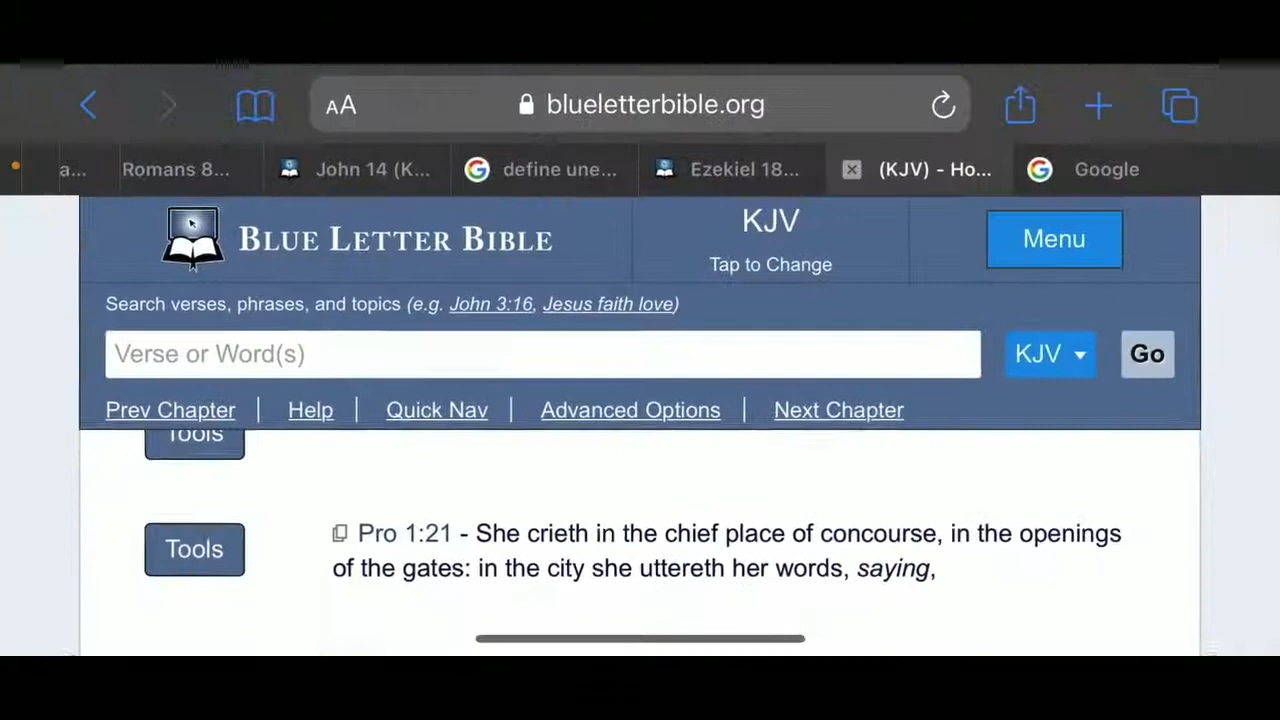 AA blueletterbible.org
a... Romans 8... John 14 (K... define une... Ezekiel 18... (KJV) - Ho... Google
BLUE LETTER BIBLE KJV Menu
Tap to Change
Search verses, phrases, and topics (e.g. John 3:16, Jesus faith love)
Verse or Word(s) KJV Go
Prev Chapter | Help | Quick Nav | Advanced Options | Next Chapter
Tools
Tools Pro 1:21 - She crieth in the chief place of concourse, in the openings
of the gates: in the city she uttereth her words, saying,